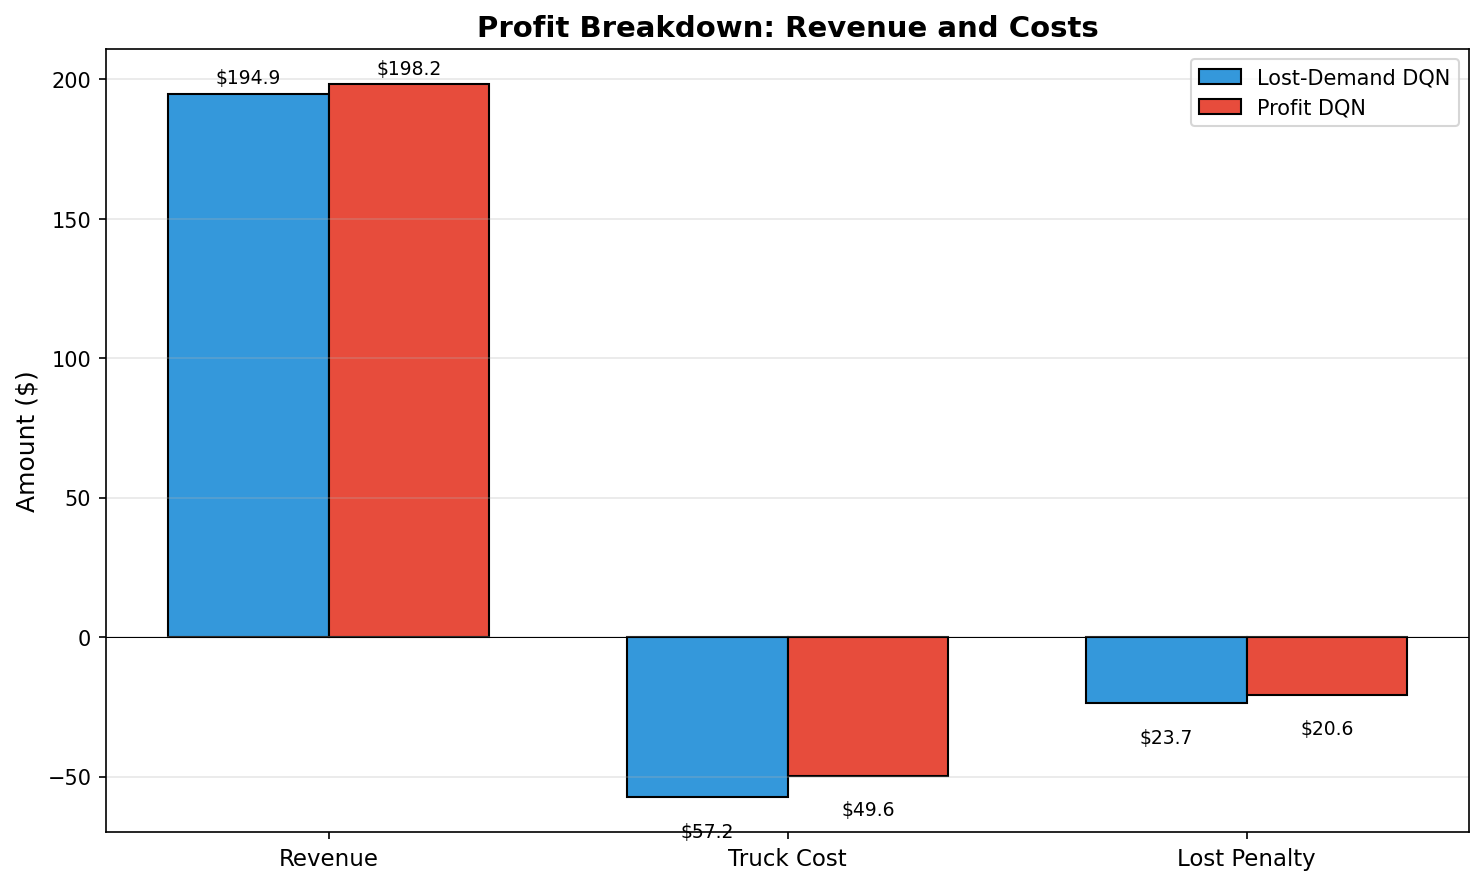 Profit Breakdown: Revenue and Costs
Lost-Demand DQN
Profit DQN
Amount ($)
200
150
100
50
0
−50
$194.9
$198.2
$57.2
$49.6
$23.7
$20.6
Revenue
Truck Cost
Lost Penalty